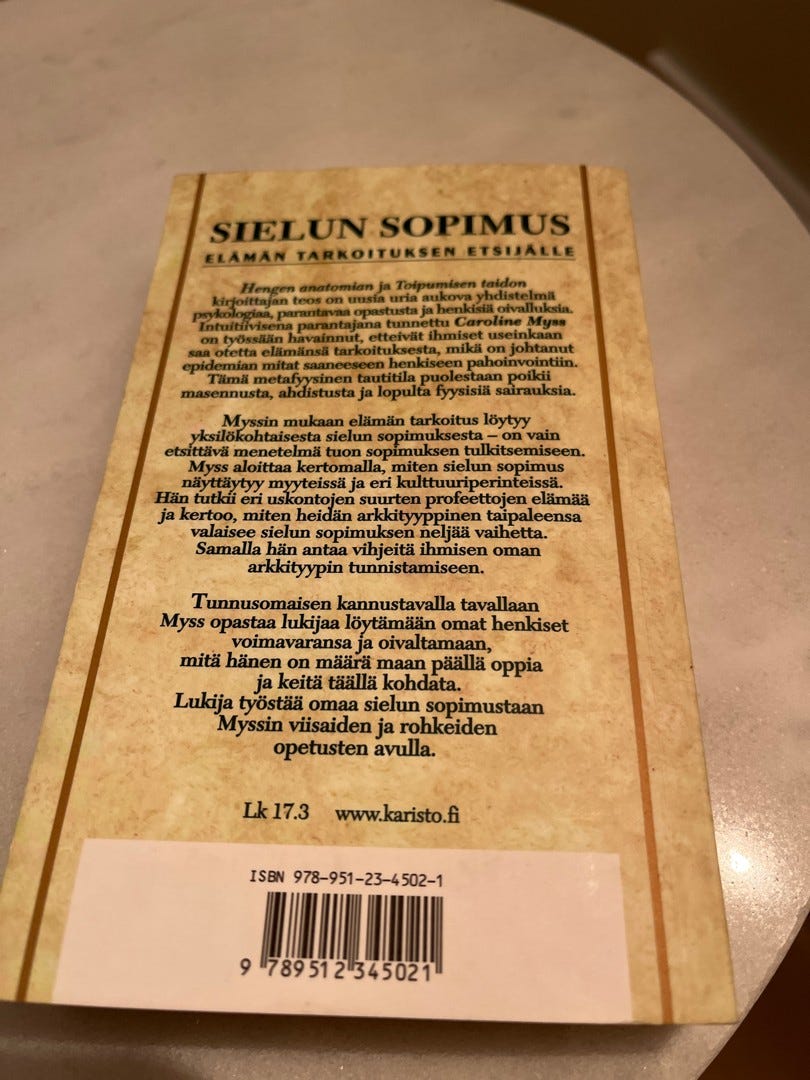 SIELUN SOPIMUS
ELÄMÄN TARKOITUKSEN ETSIJÄLLE
Hengen anatomian ja Toipumisen taidon
kirjoittajan teos on uusia uria aukova yhdistelmä
psykologiaa, parantavaa opastusta ja henkisiä oivalluksia.
Intuitiivisena parantajana tunnettu Caroline Myss
on työssään havainnut, etteivät ihmiset useinkaan
saa otetta elämänsä tarkoituksesta, mikä on johtanut
epidemian mitat saaneeseen henkiseen pahoinvointiin.
Tämä metafyysinen tautitila puolestaan poikii
masennusta, ahdistusta ja lopulta fyysisiä sairauksia.
Myssin mukaan elämän tarkoitus löytyy
yksilökohtaisesta sielun sopimuksesta – on vain
etsittävä menetelmä tuon sopimuksen tulkitsemiseen.
Myss aloittaa kertomalla, miten sielun sopimus
näyttäytyy myyteissä ja eri kulttuuriperinteissä.
Hän tutkii eri uskontojen suurten profeettojen elämää
ja kertoo, miten heidän arkkityyppinen taipaleensa
valaisee sielun sopimuksen neljää vaihetta.
Samalla hän antaa vihjeitä ihmisen oman
arkkityypin tunnistamiseen.
Tunnusomaisen kannustavalla tavallaan
Myss opastaa lukijaa löytämään omat henkiset
voimavaransa ja oivaltamaan,
mitä hänen on määrä maan päällä oppia
ja keitä täällä kohdata.
Lukija työstää omaa sielun sopimustaan
Myssin viisaiden ja rohkeiden
opetusten avulla.
Lk 17.3 www.karisto.fi
ISBN 978-951-23-4502-1
9 789512 345021